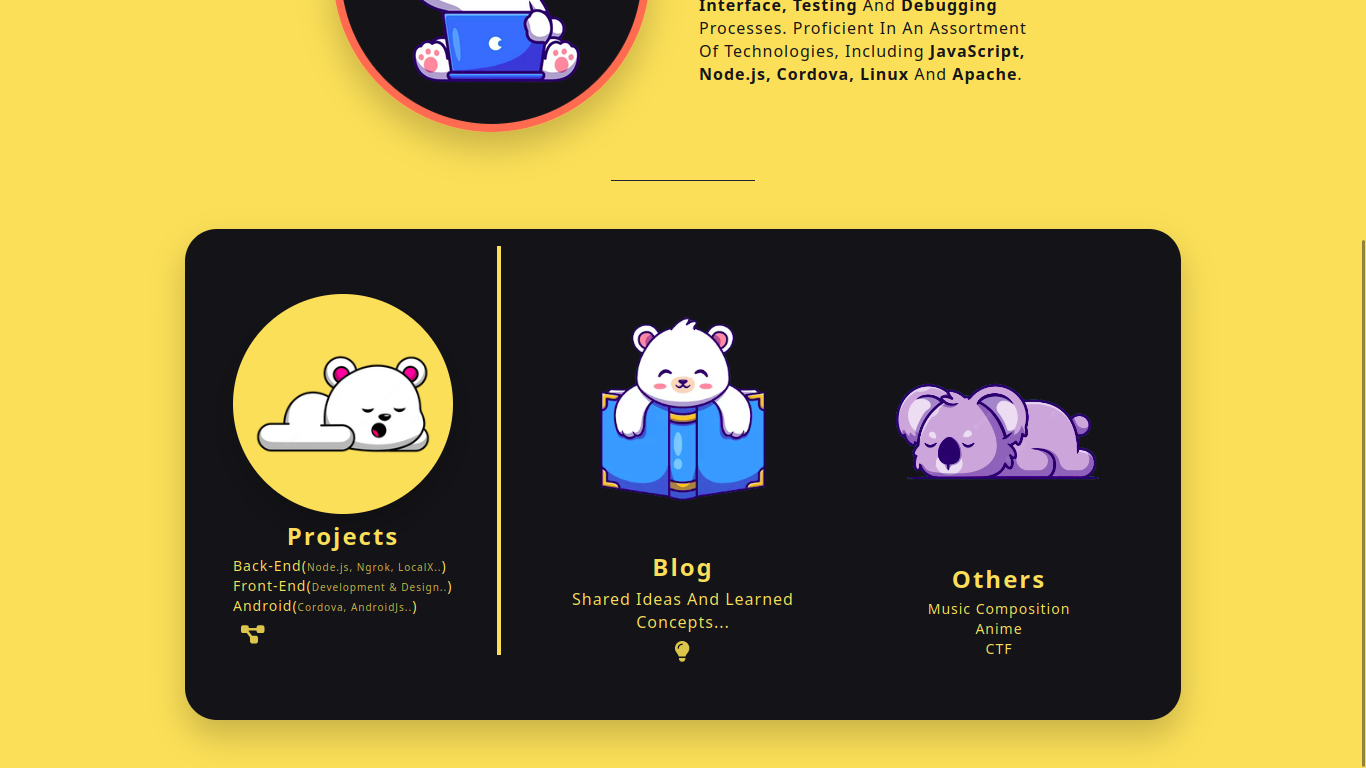 Interface, Testing And Debugging
Processes. Proficient In An Assortment
Of Technologies, Including JavaScript,
Node.js, Cordova, Linux And Apache.
Projects
Back-End(Node.js, Ngrok, LocalX..)
Front-End(Development & Design..)
Android(Cordova, AndroidJs..)
Blog
Shared Ideas And Learned
Concepts...
Others
Music Composition
Anime
CTF